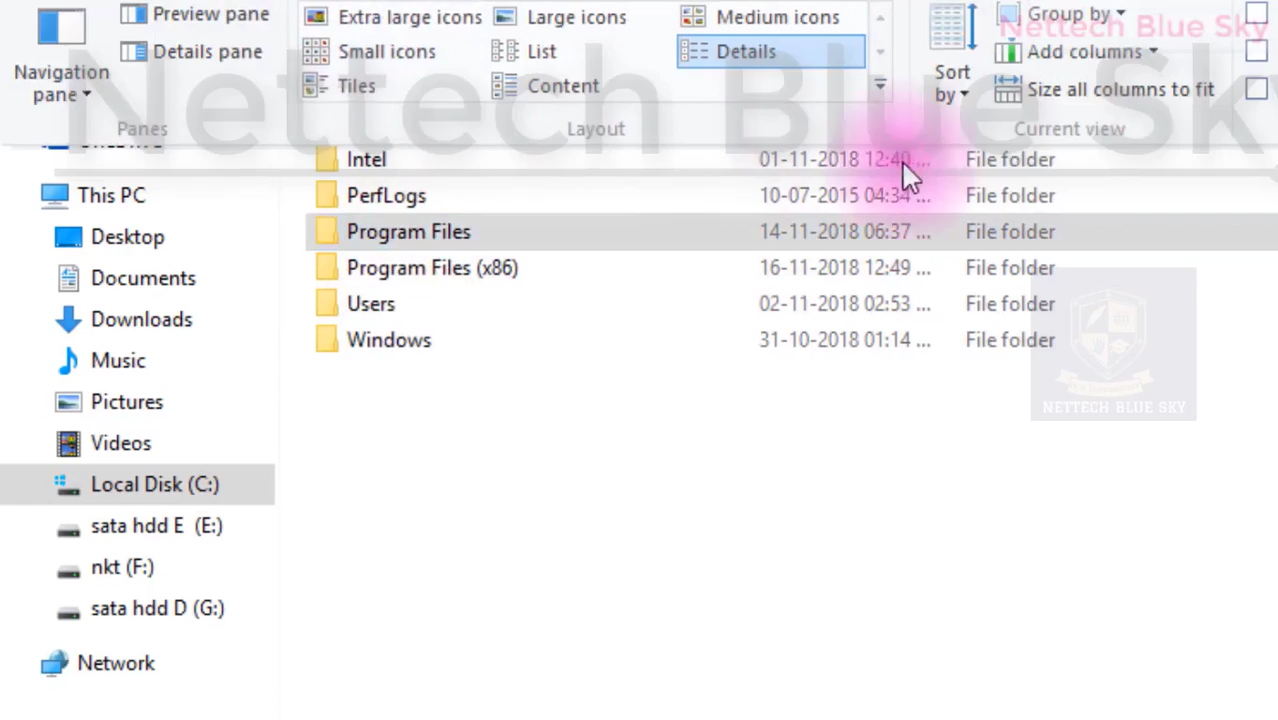 Preview pane
Details pane
Navigation
pane
Panes
Extra large icons
Large icons
Medium icons
Small icons
List
Details
Tiles
Content
Layout
Sort
by
Group by
Add columns
Size all columns to fit
Current view
Nettech Blue Sky
Nettech Blue Sky
This PC
Desktop
Documents
Downloads
Music
Pictures
Videos
Local Disk (C:)
sata hdd E (E:)
nkt (F:)
sata hdd D (G:)
Network
Intel 01-11-2018 12:49 ... File folder
PerfLogs 10-07-2015 04:34 ... File folder
Program Files 14-11-2018 06:37 ... File folder
Program Files (x86) 16-11-2018 12:49 ... File folder
Users 02-11-2018 02:53 ... File folder
Windows 31-10-2018 01:14 ... File folder
NETTECH BLUE SKY